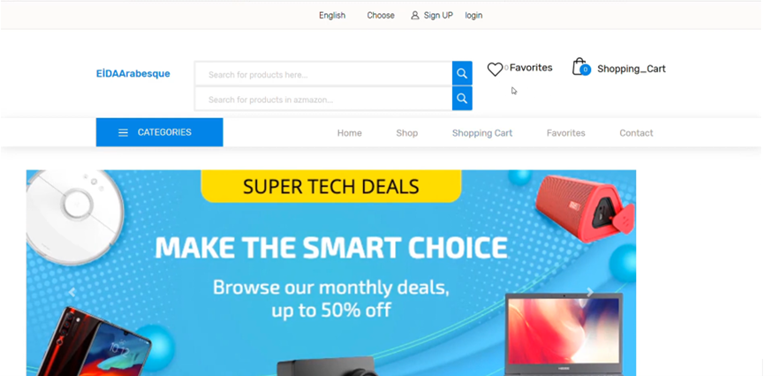 English Choose Sign UP login
EİDAArabesque
Search for products here...
0 Favorites
0 Shopping_Cart
Search for products in azmazon...
CATEGORIES
Home Shop Shopping Cart Favorites Contact
SUPER TECH DEALS
MAKE THE SMART CHOICE
Browse our monthly deals,
up to 50% off